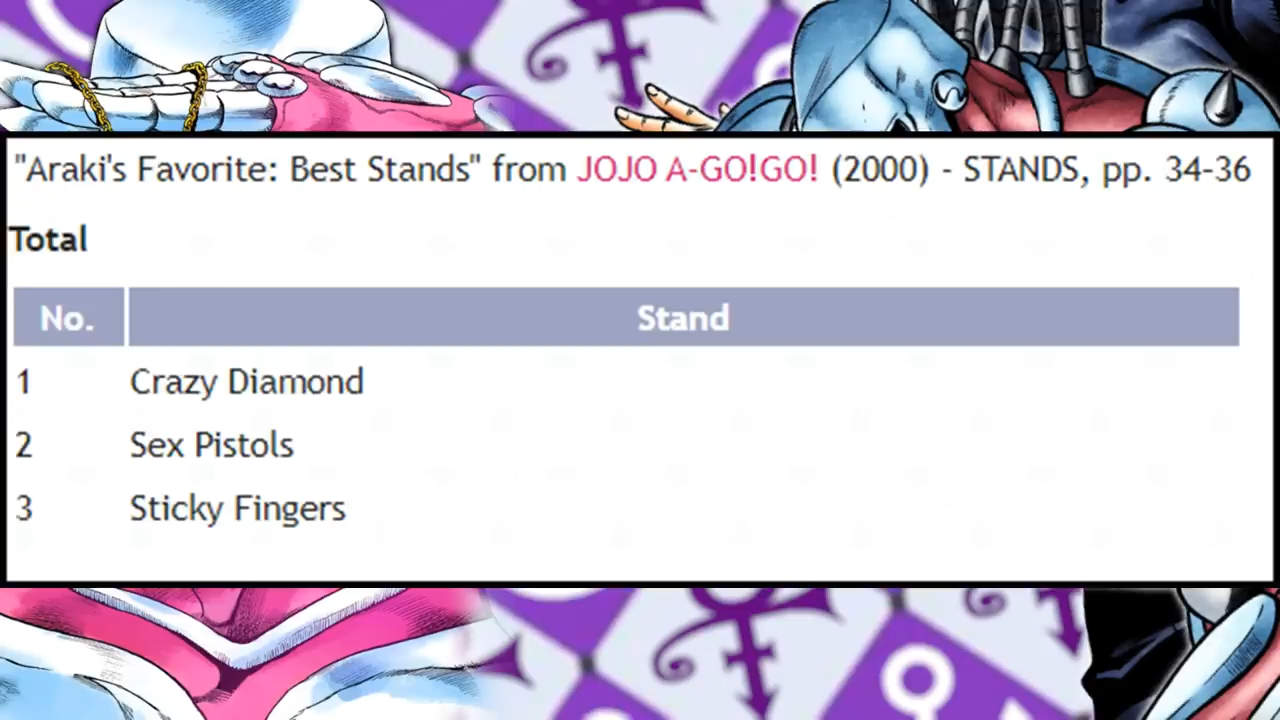 "Araki's Favorite: Best Stands" from JOJO A-GO!GO! (2000) - STANDS, pp. 34-36
Total
No. Stand
1 Crazy Diamond
2 Sex Pistols
3 Sticky Fingers